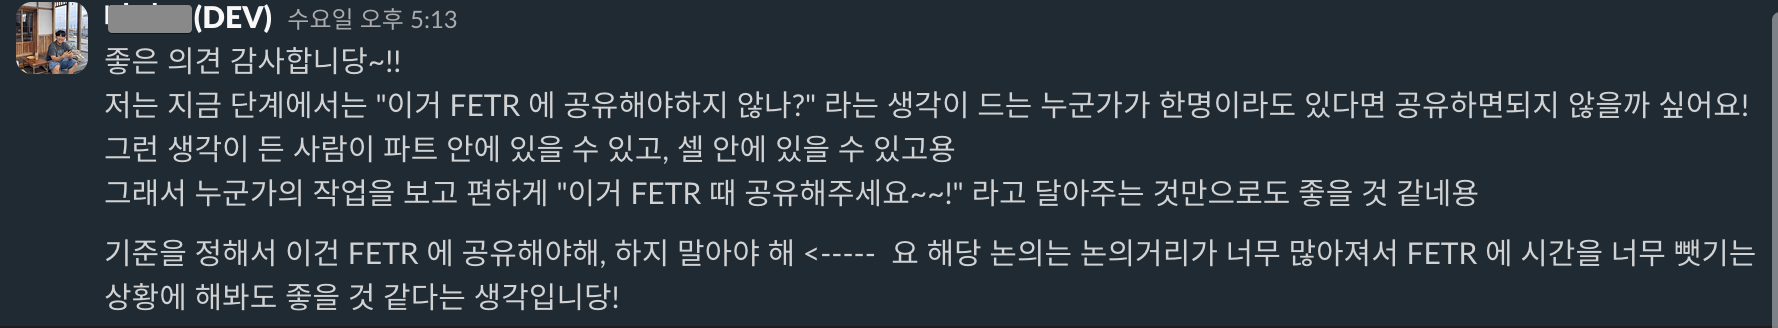 (DEV) 수요일 오후 5:13
좋은 의견 감사합니당~!!
저는 지금 단계에서는 "이거 FETR 에 공유해야하지 않나?" 라는 생각이 드는 누군가가 한명이라도 있다면 공유하면되지 않을까 싶어요!
그런 생각이 든 사람이 파트 안에 있을 수 있고, 셀 안에 있을 수 있고용
그래서 누군가의 작업을 보고 편하게 "이거 FETR 때 공유해주세요~~!" 라고 달아주는 것만으로도 좋을 것 같네용
기준을 정해서 이건 FETR 에 공유해야해, 하지 말아야 해 <----- 요 해당 논의는 논의거리가 너무 많아져서 FETR 에 시간을 너무 뺏기는
상황에 해봐도 좋을 것 같다는 생각입니당!